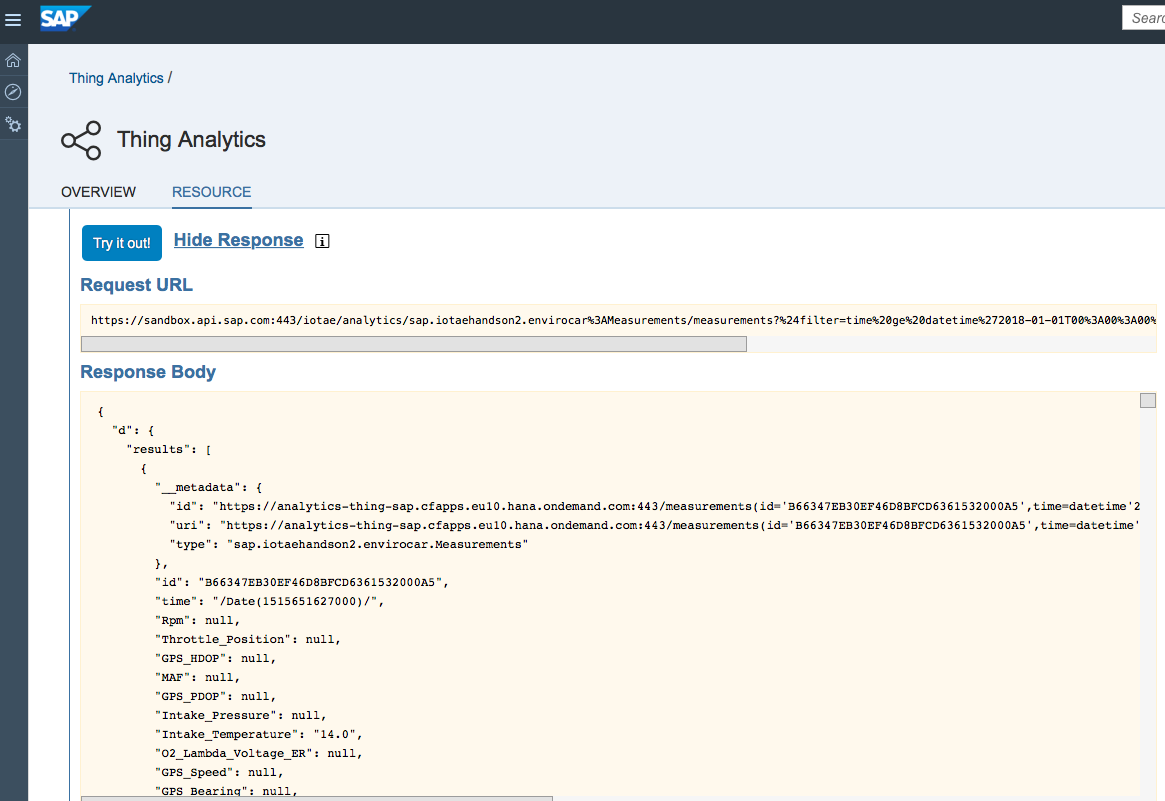 SAP
Searc
Thing Analytics /
Thing Analytics
OVERVIEW RESOURCE
Try it out! Hide Response i
Request URL
https://sandbox.api.sap.com:443/iotae/analytics/sap.iotaehandson2.envirocar%3AMeasurements/measurements?%24filter=time%20ge%20datetime%272018-01-01T00%3A00%3A00%
Response Body
{
"d": {
"results": [
{
"__metadata": {
"id": "https://analytics-thing-sap.cfapps.eu10.hana.ondemand.com:443/measurements(id='B66347EB30EF46D8BFCD6361532000A5',time=datetime'2
"uri": "https://analytics-thing-sap.cfapps.eu10.hana.ondemand.com:443/measurements(id='B66347EB30EF46D8BFCD6361532000A5',time=datetime'
"type": "sap.iotaehandson2.envirocar.Measurements"
},
"id": "B66347EB30EF46D8BFCD6361532000A5",
"time": "/Date(1515651627000)/",
"Rpm": null,
"Throttle_Position": null,
"GPS_HDOP": null,
"MAF": null,
"GPS_PDOP": null,
"Intake_Pressure": null,
"Intake_Temperature": "14.0",
"O2_Lambda_Voltage_ER": null,
"GPS_Speed": null,
"GPS_Bearing": null,